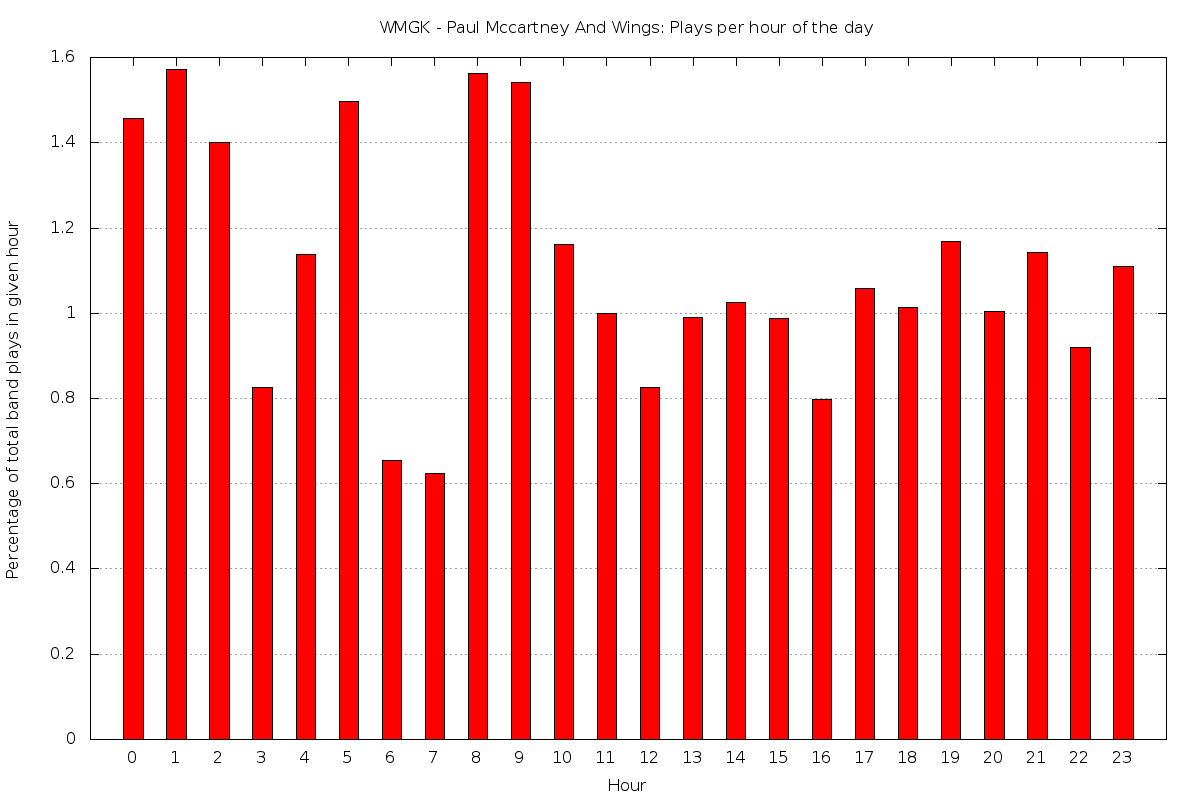 WMGK - Paul Mccartney And Wings: Plays per hour of the day
Percentage of total band plays in given hour
1.6
1.4
1.2
1
0.8
0.6
0.4
0.2
0
0 1 2 3 4 5 6 7 8 9 10 11 12 13 14 15 16 17 18 19 20 21 22 23
Hour